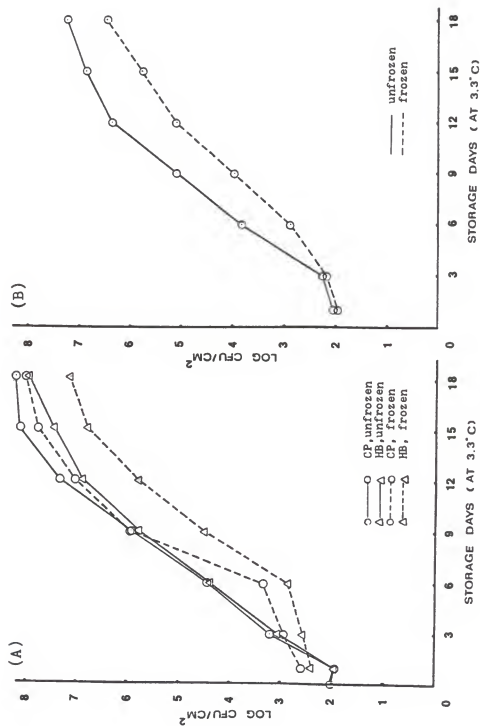 (A)
8
7
6
5
4
3
2
1
0
LOG CFU/CM²
CP,unfrozen
HB,unfrozen
CP, frozen
HB, frozen
3 6 9 12 15 18
STORAGE DAYS (AT 3.3°C)
(B)
8
7
6
5
4
3
2
1
0
LOG CFU/CM²
unfrozen
frozen
3 6 9 12 15 18
STORAGE DAYS (AT 3.3°C)